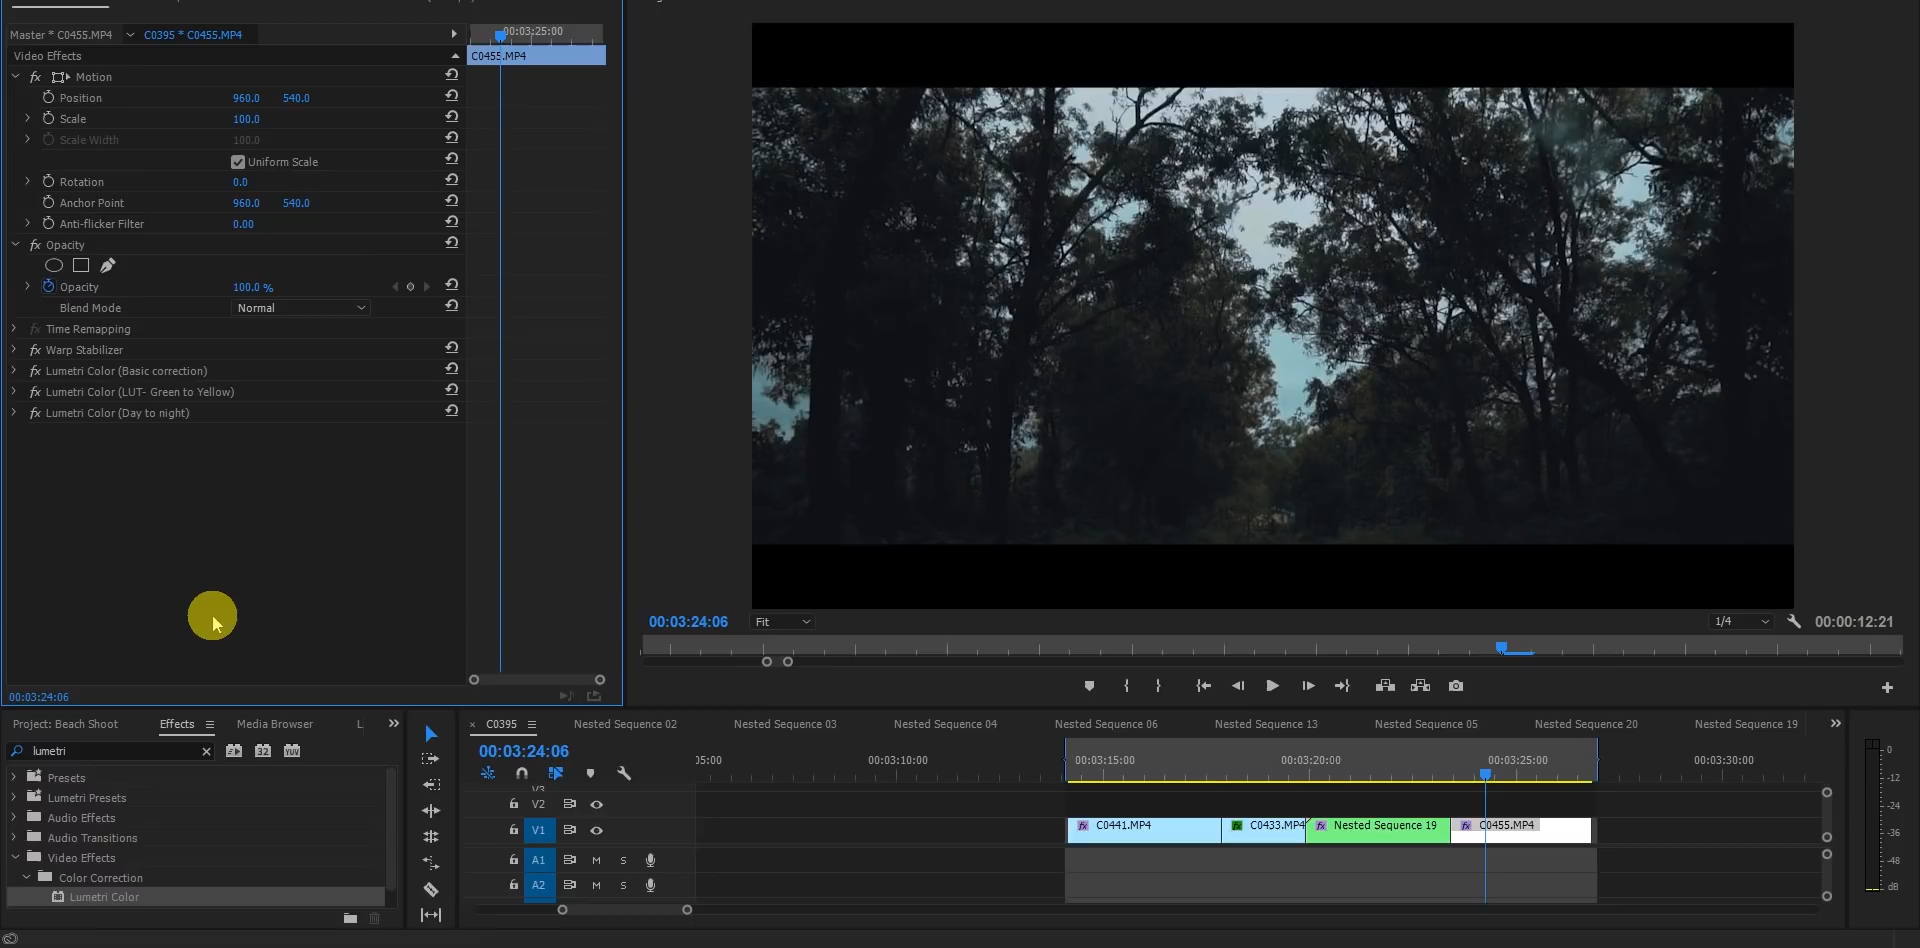 Master * C0455.MP4 C0395 * C0455.MP4
00:03:25:00
Video Effects
C0455.MP4
fx Motion
Position 960.0 540.0
Scale 100.0
Scale Width 100.0
Uniform Scale
Rotation 0.0
Anchor Point 960.0 540.0
Anti-flicker Filter 0.00
fx Opacity
Opacity 100.0 %
Blend Mode Normal
fx Time Remapping
fx Warp Stabilizer
fx Lumetri Color (Basic correction)
fx Lumetri Color (LUT- Green to Yellow)
fx Lumetri Color (Day to night)
00:03:24:06
00:03:24:06 Fit 1/4 00:00:12:21
Project: Beach Shoot Effects Media Browser L
lumetri
32 YUV
Presets
Lumetri Presets
Audio Effects
Audio Transitions
Video Effects
Color Correction
Lumetri Color
C0395 Nested Sequence 02 Nested Sequence 03 Nested Sequence 04 Nested Sequence 06 Nested Sequence 13 Nested Sequence 05 Nested Sequence 20 Nested Sequence 19
00:03:24:06
05:00 00:03:10:00 00:03:15:00 00:03:20:00 00:03:25:00 00:03:30:00
V3
V2
V1
fx C0441.MP4 fx C0433.MP4 fx Nested Sequence 19 fx C0455.MP4
A1 M S
A2 M S
0
-12
-24
-36
-48
dB